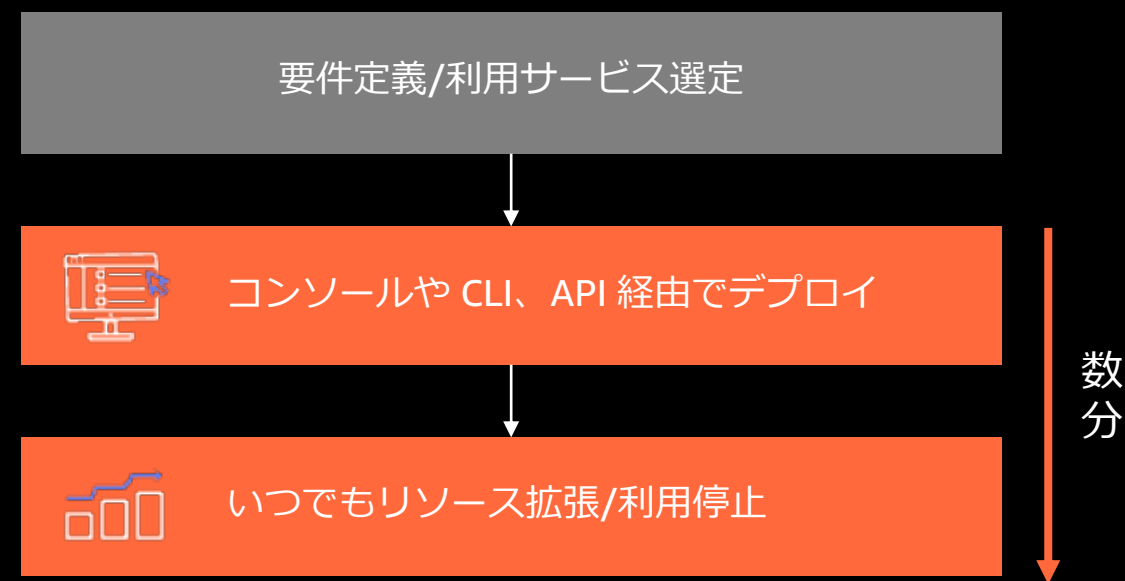 要件定義/利用サービス選定
コンソールや CLI、API 経由でデプロイ
数
分
いつでもリソース拡張/利用停止